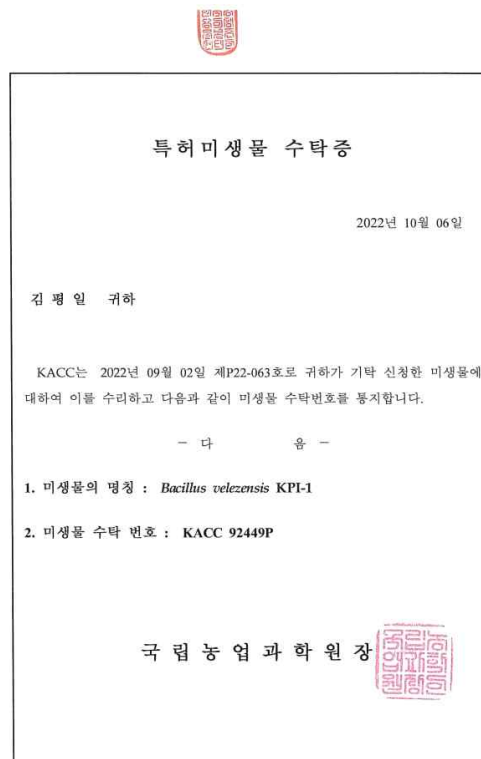 특허미생물 수탁증
2022년 10월 06일
김 평 일 귀하
KACC는 2022년 09월 02일 제P22-063호로 귀하가 기탁 신청한 미생물에
대하여 이를 수리하고 다음과 같이 미생물 수탁번호를 통지합니다.
- 다 음 -
1. 미생물의 명칭 : Bacillus velezensis KPI-1
2. 미생물 수탁 번호 : KACC 92449P
국 립 농 업 과 학 원 장